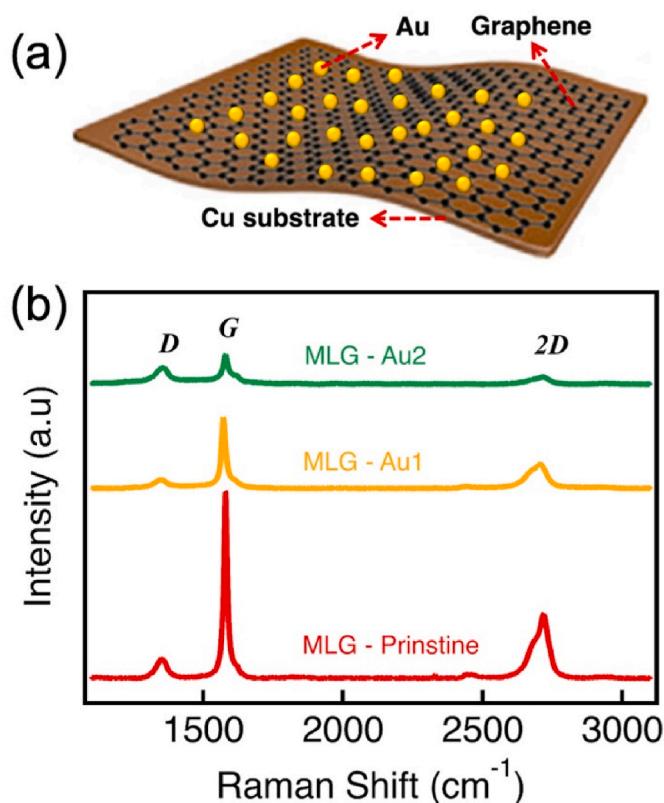 (a)
Au
Graphene
Cu substrate
(b)
D
G
2D
MLG - Au2
MLG - Au1
MLG - Prinstine
Intensity (a.u)
1500
2000
2500
3000
Raman Shift (cm⁻¹)